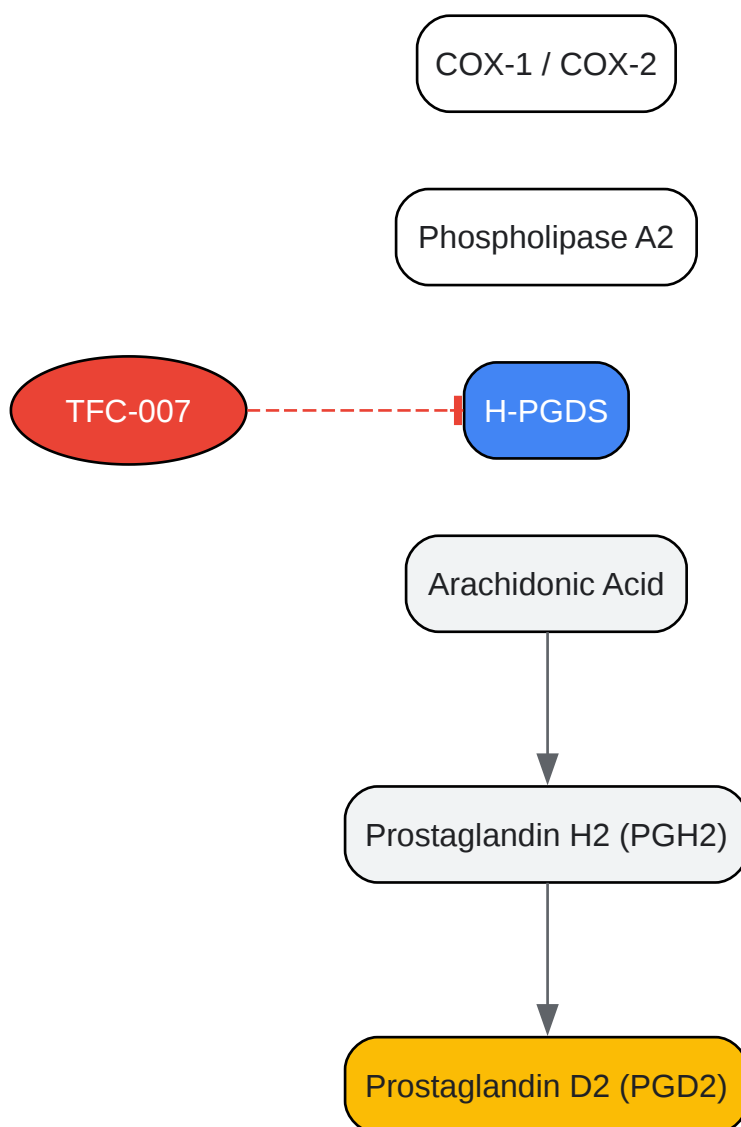 COX-1 / COX-2
Phospholipase A2
TFC-007
H-PGDS
Arachidonic Acid
Prostaglandin H2 (PGH2)
Prostaglandin D2 (PGD2)